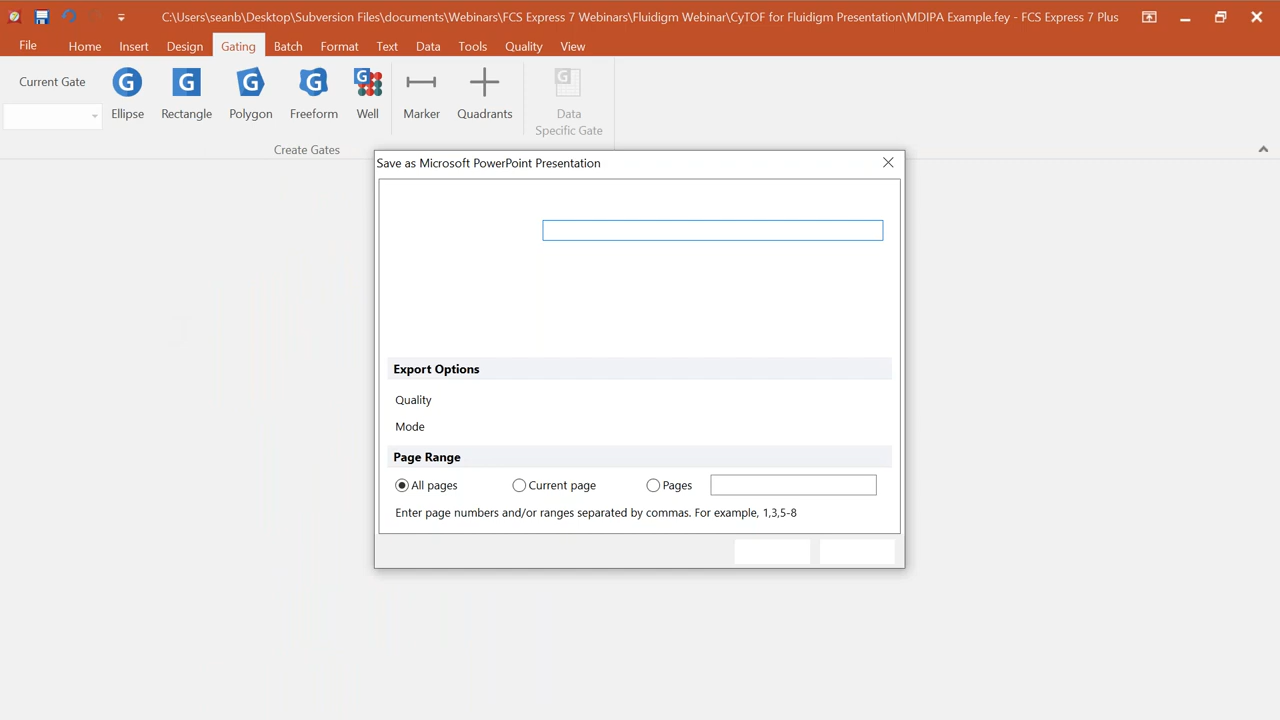 C:\Users\seanb\Desktop\Subversion Files\documents\Webinars\FCS Express 7 Webinars\Fluidigm Webinar\CyTOF for Fluidigm Presentation\MDIPA Example.fey - FCS Express 7 Plus
File Home Insert Design Gating Batch Format Text Data Tools Quality View
Current Gate
Ellipse Rectangle Polygon Freeform Well Marker Quadrants Data
Specific Gate
Create Gates
Save as Microsoft PowerPoint Presentation
Export Options
Quality
Mode
Page Range
All pages Current page Pages
Enter page numbers and/or ranges separated by commas. For example, 1,3,5-8